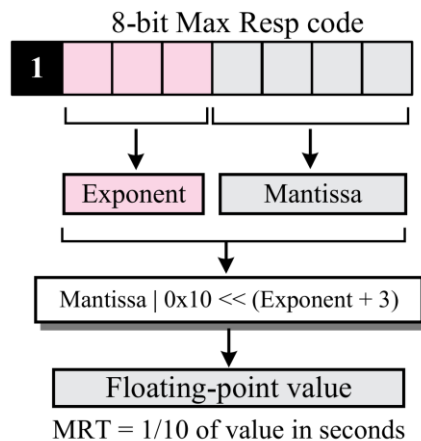 8-bit Max Resp code
1
Exponent
Mantissa
Mantissa | 0x10 << (Exponent + 3)
Floating-point value
MRT = 1/10 of value in seconds